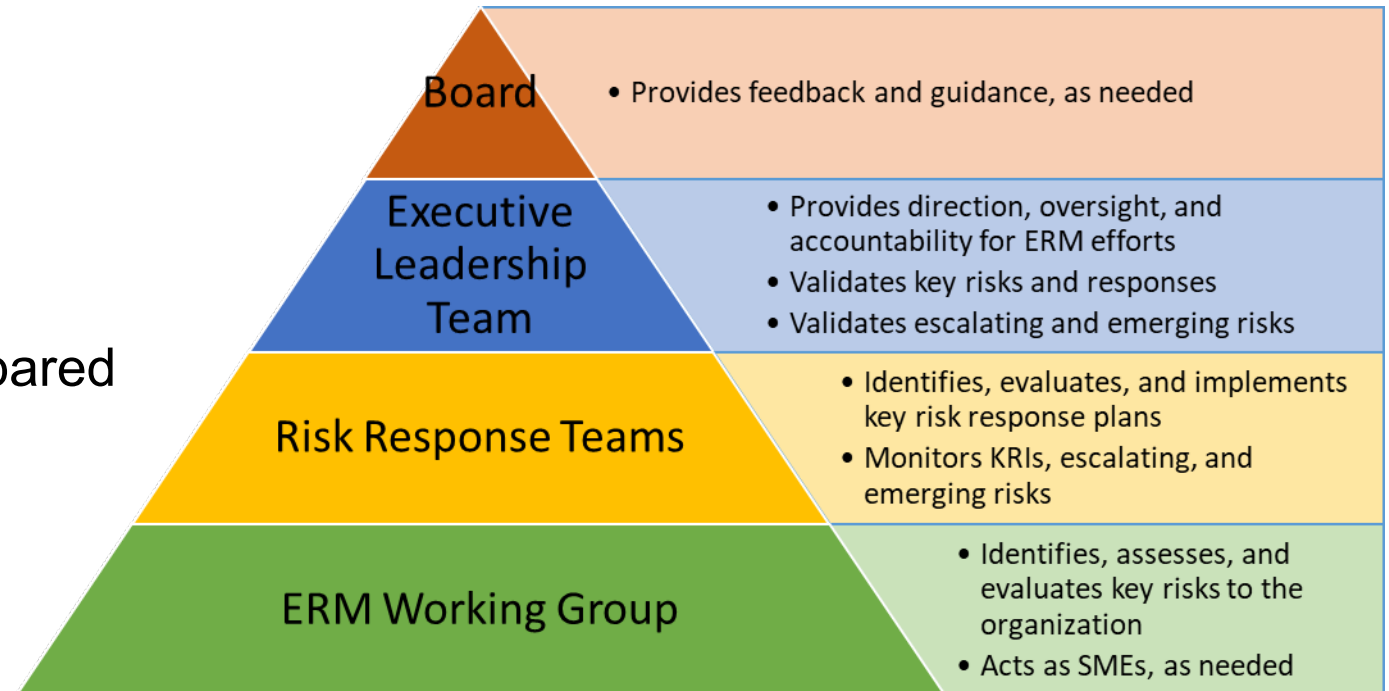 Board
• Provides feedback and guidance, as needed
Executive
Leadership
Team
• Provides direction, oversight, and
accountability for ERM efforts
• Validates key risks and responses
• Validates escalating and emerging risks
pared
Risk Response Teams
• Identifies, evaluates, and implements
key risk response plans
• Monitors KRIs, escalating, and
emerging risks
ERM Working Group
• Identifies, assesses, and
evaluates key risks to the
organization
• Acts as SMEs, as needed